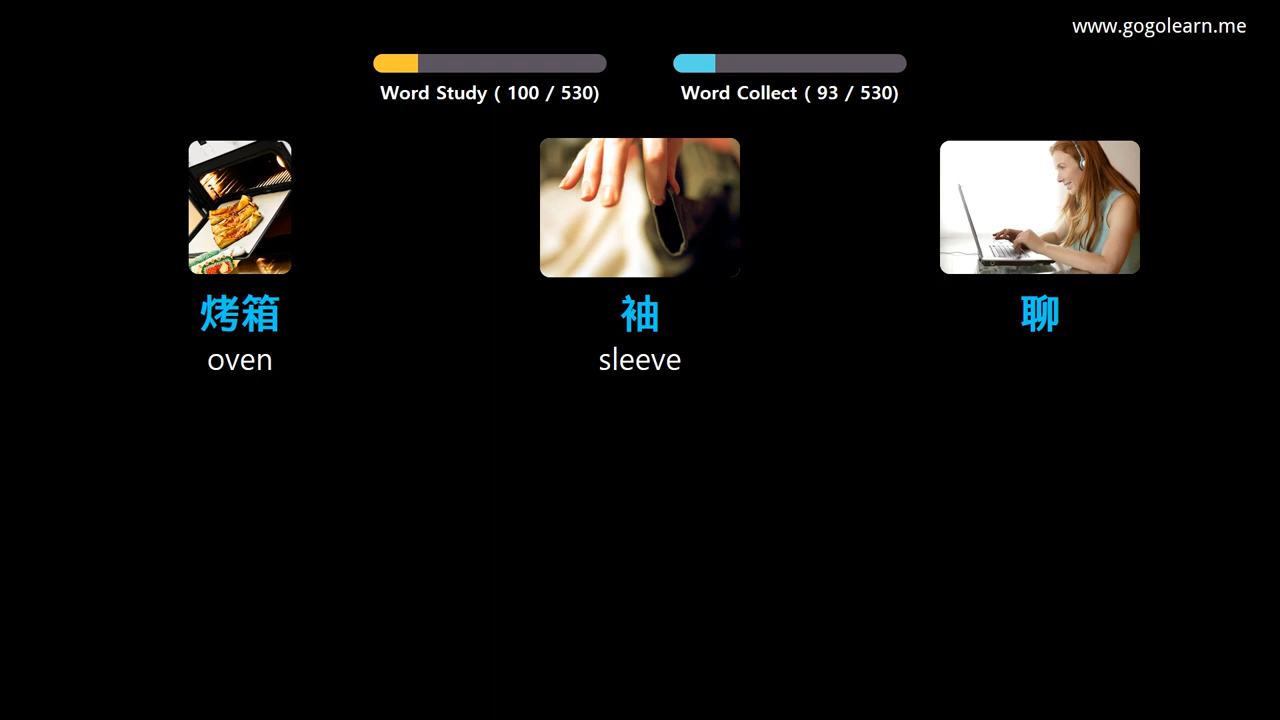 www.gogolearn.me
Word Study ( 100 / 530)
Word Collect ( 93 / 530)
烤箱
oven
袖
sleeve
聊